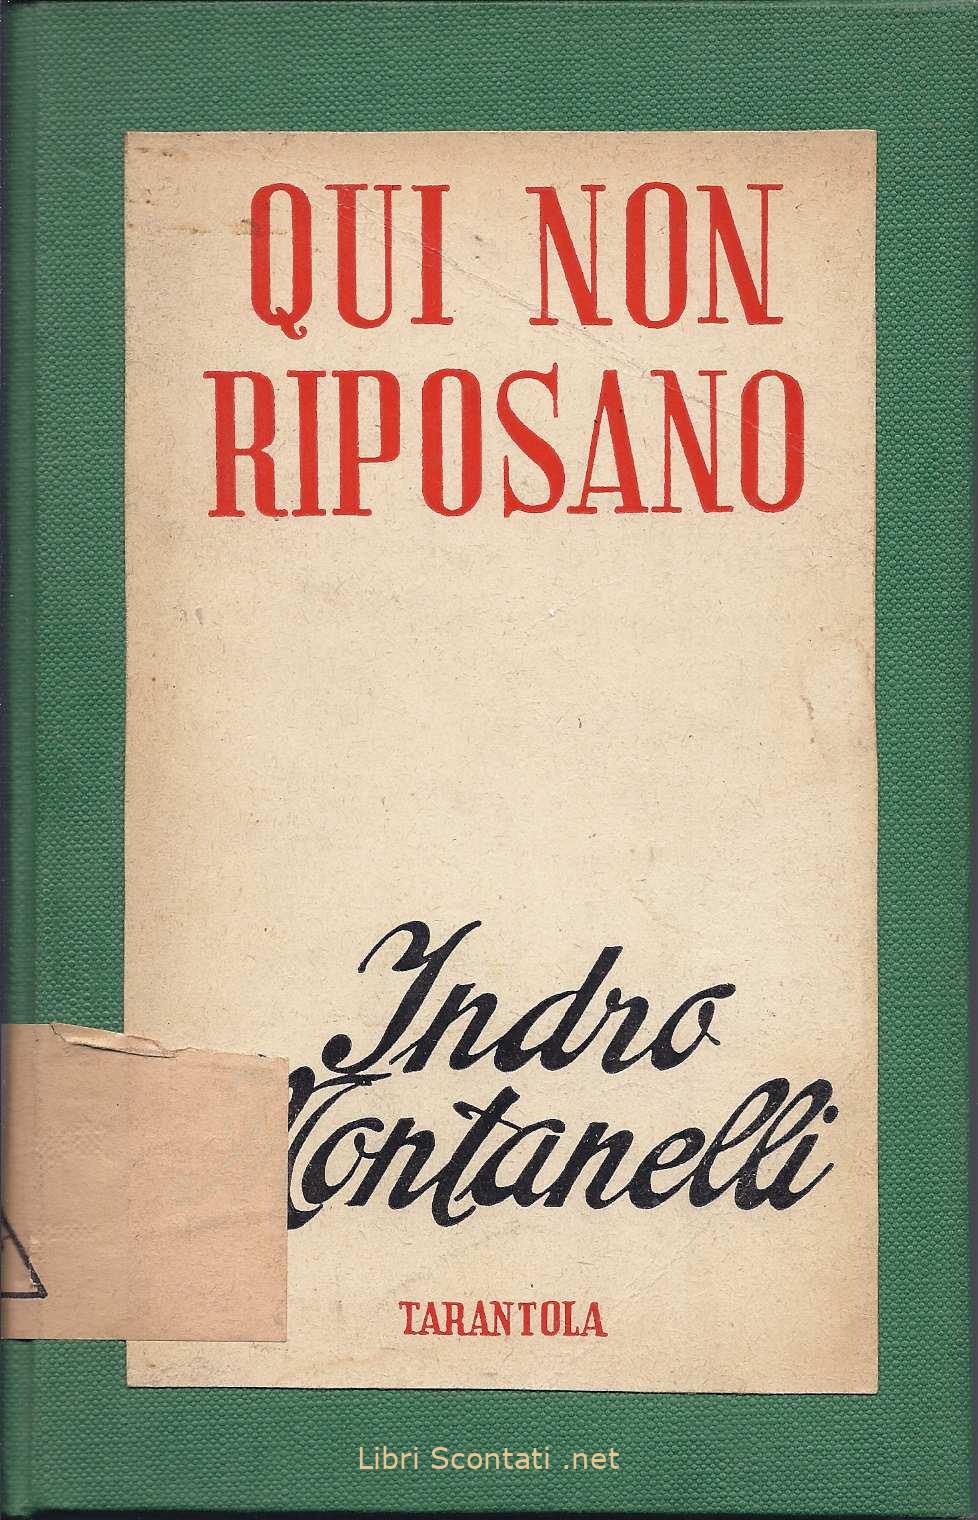 QUI NON
RIPOSANO
Indro
Montanelli
TARANTOLA
Libri Scontati .net